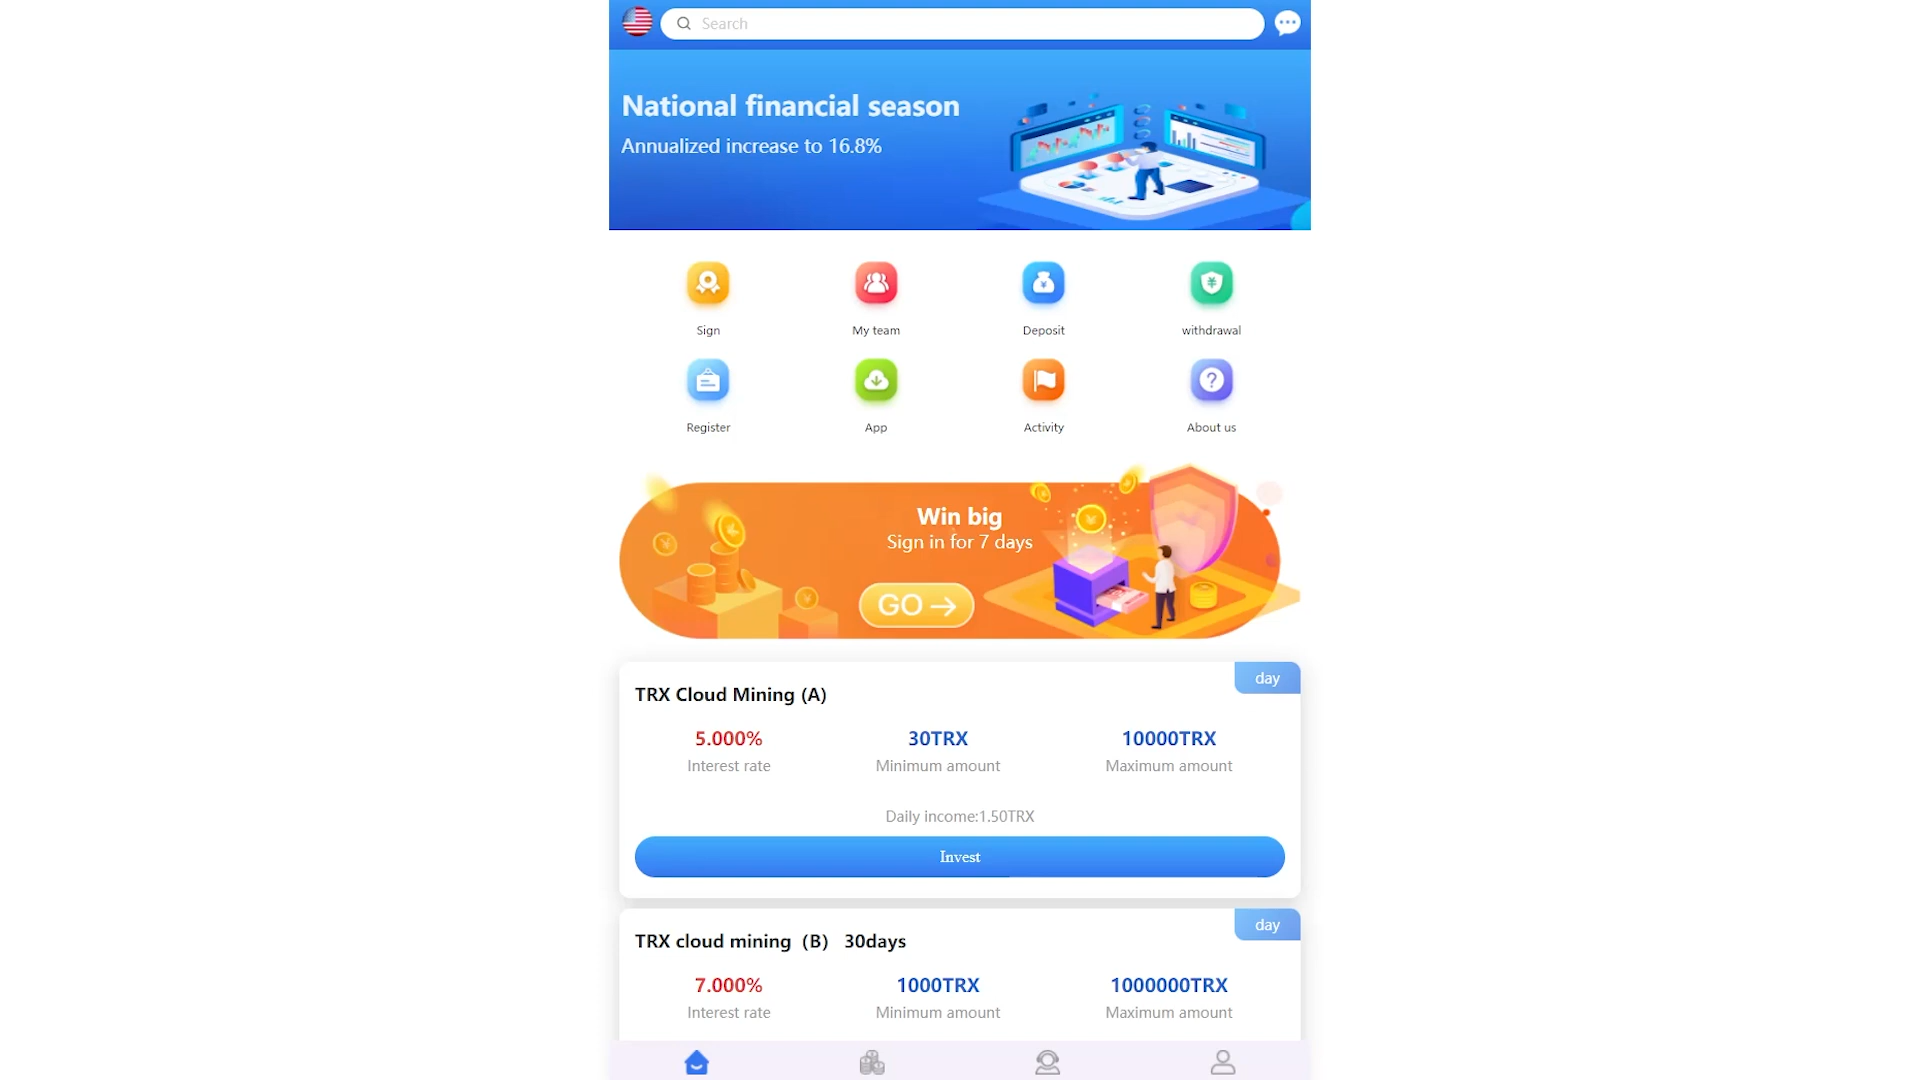 Search
National financial season
Annualized increase to 16.8%
Sign
My team
Deposit
withdrawal
Register
App
Activity
About us
Win big
Sign in for 7 days
GO →
day
TRX Cloud Mining (A)
5.000%
30TRX
10000TRX
Interest rate
Minimum amount
Maximum amount
Daily income:1.50TRX
Invest
day
TRX cloud mining（B） 30days
7.000%
1000TRX
1000000TRX
Interest rate
Minimum amount
Maximum amount